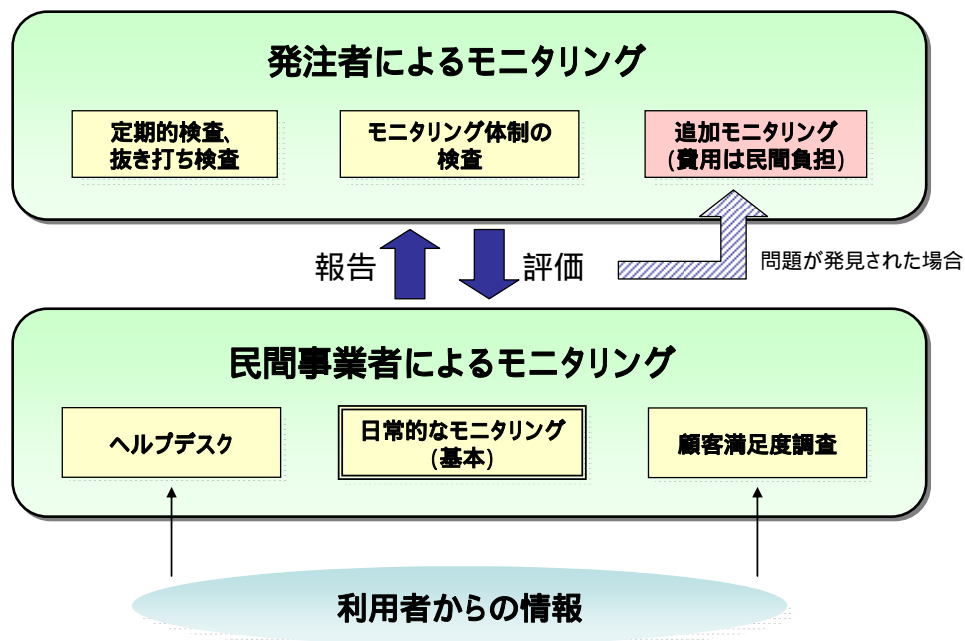 発注者によるモニタリング
定期的検査、
抜き打ち検査
モニタリング体制の
検査
追加モニタリング
(費用は民間負担)
報告
評価
問題が発見された場合
民間事業者によるモニタリング
ヘルプデスク
日常的なモニタリング
(基本)
顧客満足度調査
利用者からの情報